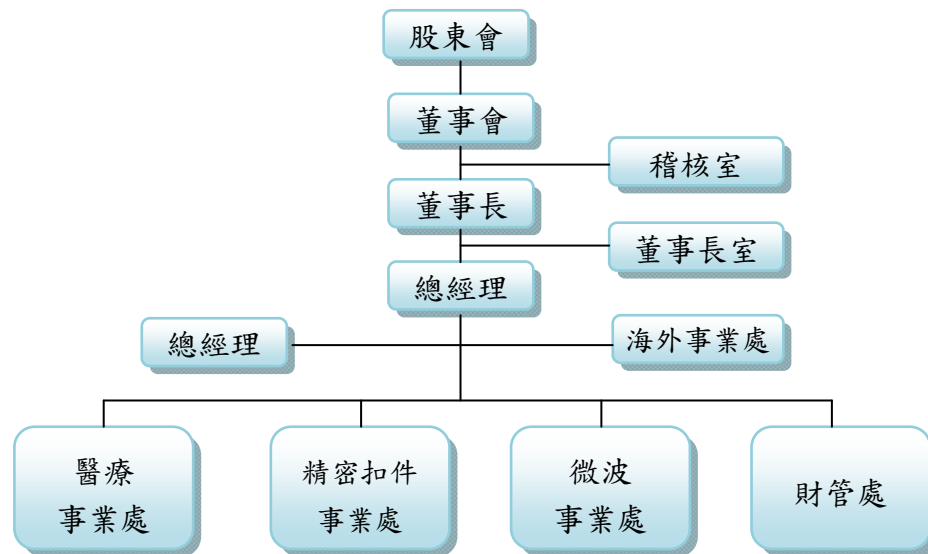 股東會
董事會
稽核室
董事長
董事長室
總經理
總經理
海外事業處
醫療
事業處
精密扣件
事業處
微波
事業處
財管處